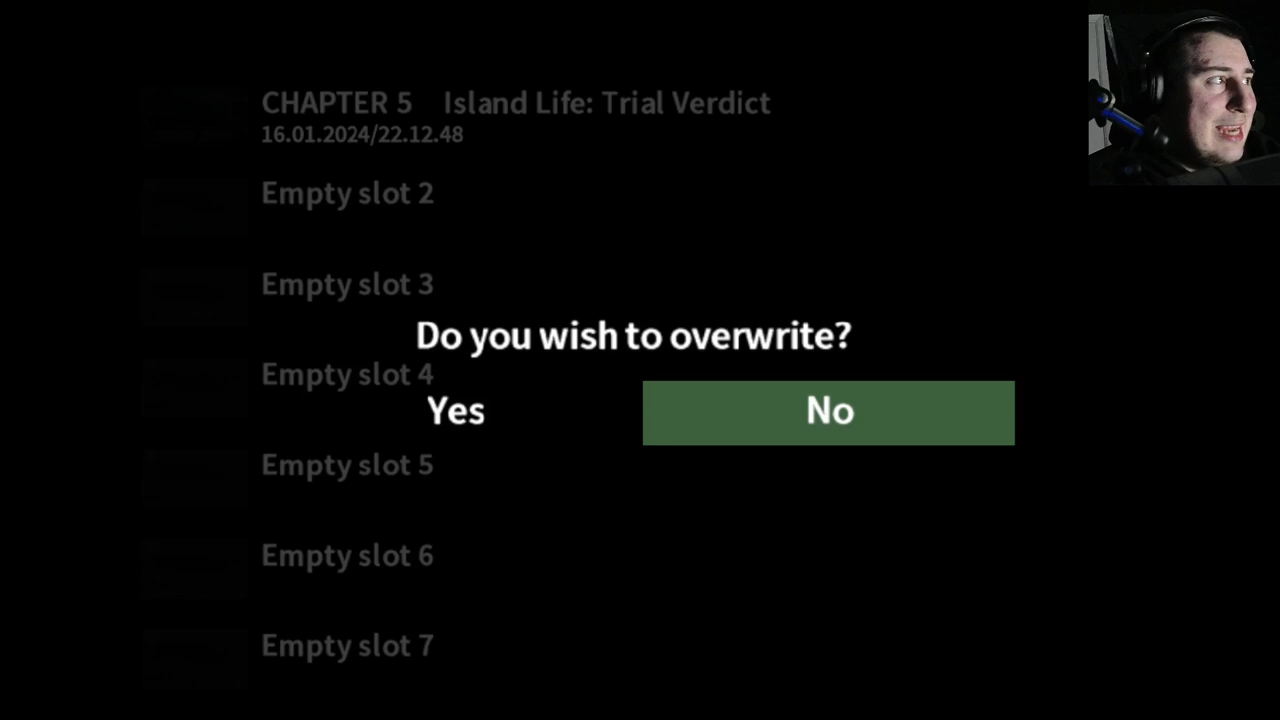 CHAPTER 5 Island Life: Trial Verdict
16.01.2024/22.12.48
Empty slot 2
Empty slot 3
Do you wish to overwrite?
Empty slot 4
Yes No
Empty slot 5
Empty slot 6
Empty slot 7